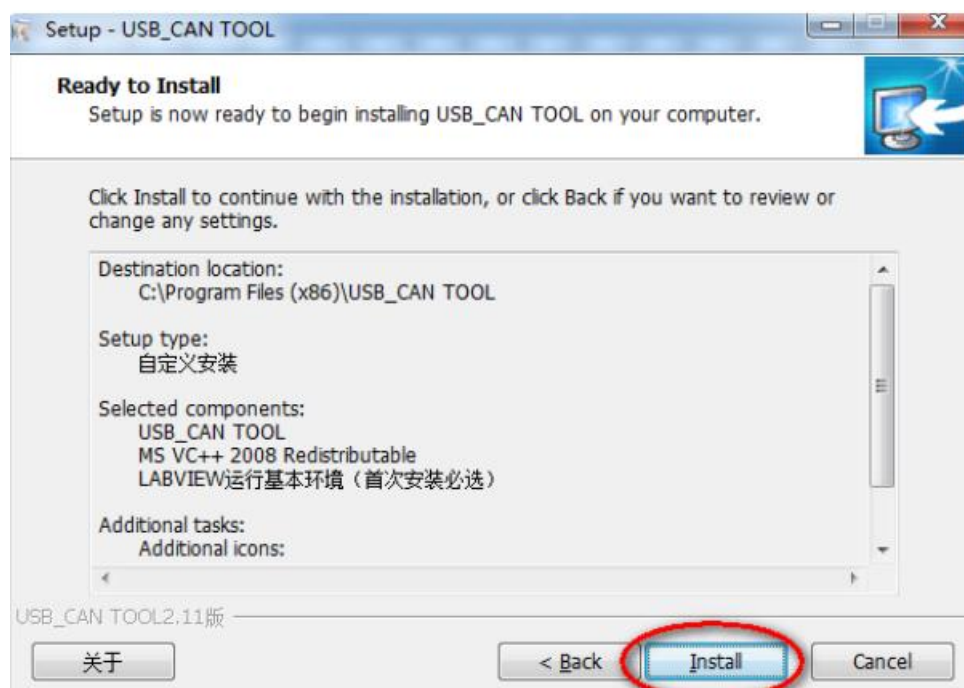 Setup - USB_CAN TOOL
Ready to Install
Setup is now ready to begin installing USB_CAN TOOL on your computer.
Click Install to continue with the installation, or click Back if you want to review or
change any settings.
Destination location:
C:\Program Files (x86)\USB_CAN TOOL
Setup type:
自定义安装
Selected components:
USB_CAN TOOL
MS VC++ 2008 Redistributable
LABVIEW运行基本环境（首次安装必选）
Additional tasks:
Additional icons:
USB_CAN TOOL2.11版
关于
< Back
Install
Cancel